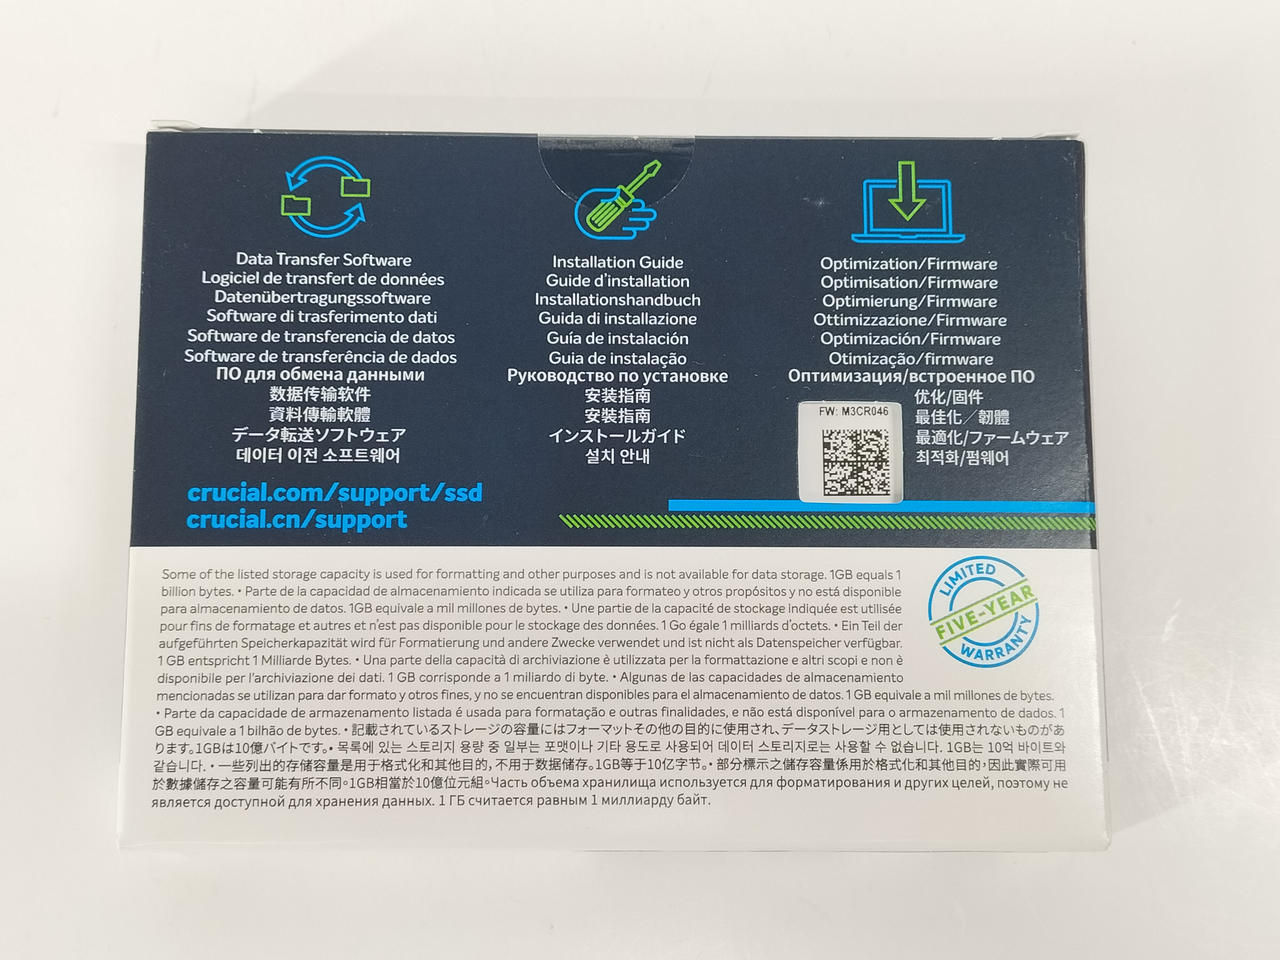 Data Transfer Software
Logiciel de transfert de données
Datenübertragungssoftware
Software di trasferimento dati
Software de transferencia de datos
Software de transferência de dados
ПО для обмена данными
数据传输软件
資料傳輸軟體
データ転送ソフトウェア
데이터 이전 소프트웨어
Installation Guide
Guide d'installation
Installationshandbuch
Guida di installazione
Guía de instalación
Guia de instalação
Руководство по установке
安装指南
安裝指南
インストールガイド
설치 안내
Optimization/Firmware
Optimisation/Firmware
Optimierung/Firmware
Ottimizzazione/Firmware
Optimización/Firmware
Otimização/firmware
Оптимизация/встроенное ПО
优化/固件
最佳化／韌體
最適化/ファームウェア
최적화/펌웨어
FW: M3CR046
crucial.com/support/ssd
crucial.cn/support
LIMITED
FIVE-YEAR
WARRANTY
Some of the listed storage capacity is used for formatting and other purposes and is not available for data storage. 1GB equals 1
billion bytes. • Parte de la capacidad de almacenamiento indicada se utiliza para formateo y otros propósitos y no está disponible
para almacenamiento de datos. 1GB equivale a mil millones de bytes. • Une partie de la capacité de stockage indiquée est utilisée
pour fins de formatage et autres et n'est pas disponible pour le stockage des données. 1 Go égale 1 milliards d'octets. • Ein Teil der
aufgeführten Speicherkapazität wird für Formatierung und andere Zwecke verwendet und ist nicht als Datenspeicher verfügbar.
1 GB entspricht 1 Milliarde Bytes. • Una parte della capacità di archiviazione è utilizzata per la formattazione e altri scopi e non è
disponibile per l'archiviazione dei dati. 1 GB corrisponde a 1 miliardo di byte. • Algunas de las capacidades de almacenamiento
mencionadas se utilizan para dar formato y otros fines, y no se encuentran disponibles para el almacenamiento de datos. 1 GB equivale a mil millones de bytes.
• Parte da capacidade de armazenamento listada é usada para formatação e outras finalidades, e não está disponível para o armazenamento de dados. 1
GB equivale a 1 bilhão de bytes. • 記載されているストレージの容量にはフォーマットその他の目的に使用され、データストレージ用としては使用されないものがあ
ります。1GBは10億バイトです。• 목록에 있는 스토리지 용량 중 일부는 포맷이나 기타 용도로 사용되어 데이터 스토리지로는 사용할 수 없습니다. 1GB는 10억 바이트와
같습니다. • 一些列出的存储容量是用于格式化和其他目的，不用于数据储存。1GB等于10亿字节。• 部分標示之儲存容量係用於格式化和其他目的，因此實際可用
於數據儲存之容量可能有所不同。1GB相當於10億位元組。Часть объема хранилища используется для форматирования и других целей, поэтому не
является доступной для хранения данных. 1 ГБ считается равным 1 миллиарду байт.